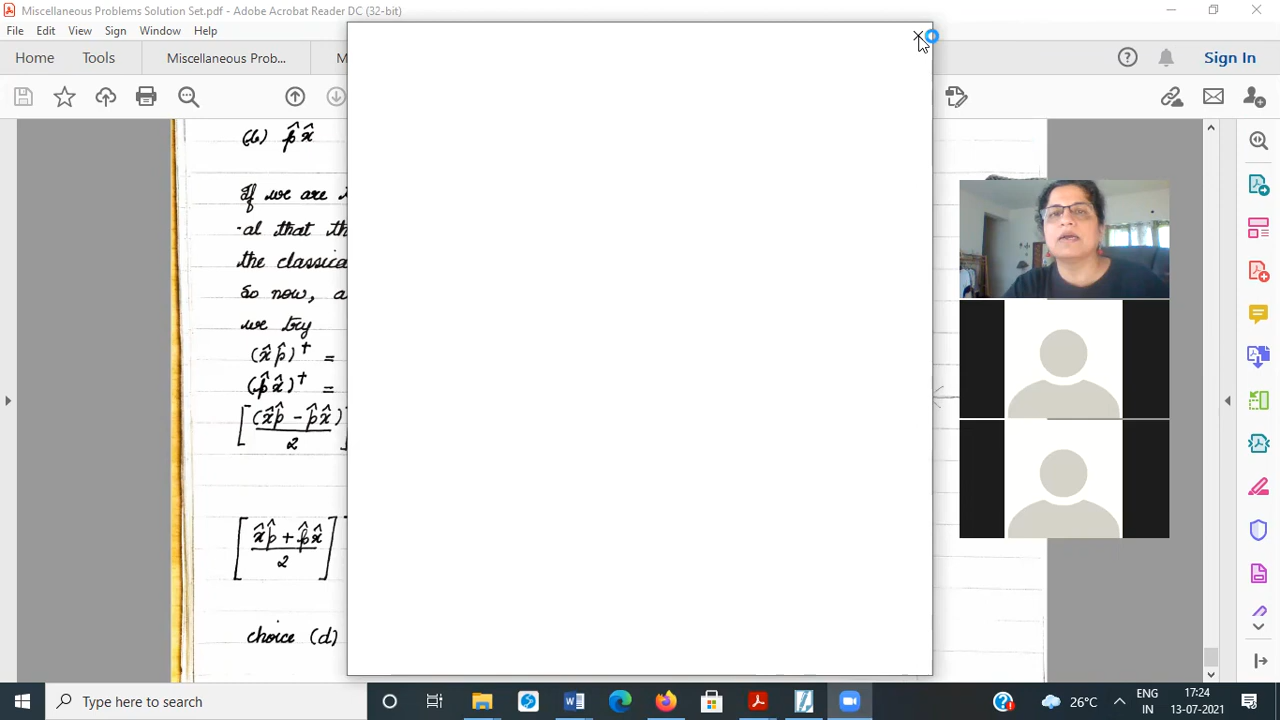 Miscellaneous Problems Solution Set.pdf - Adobe Acrobat Reader DC (32-bit)
File Edit View Sign Window Help
Home Tools Miscellaneous Prob... M
Sign In
(b) p̂ x̂
If we are
-al that th
the classica
So now, a
we try
(x̂p̂)† =
(p̂x̂)† =
[(x̂p̂ - p̂x̂)
2
[x̂p̂ + p̂x̂]
2
choice (d)
Type here to search
26°C
ENG
IN
17:24
13-07-2021